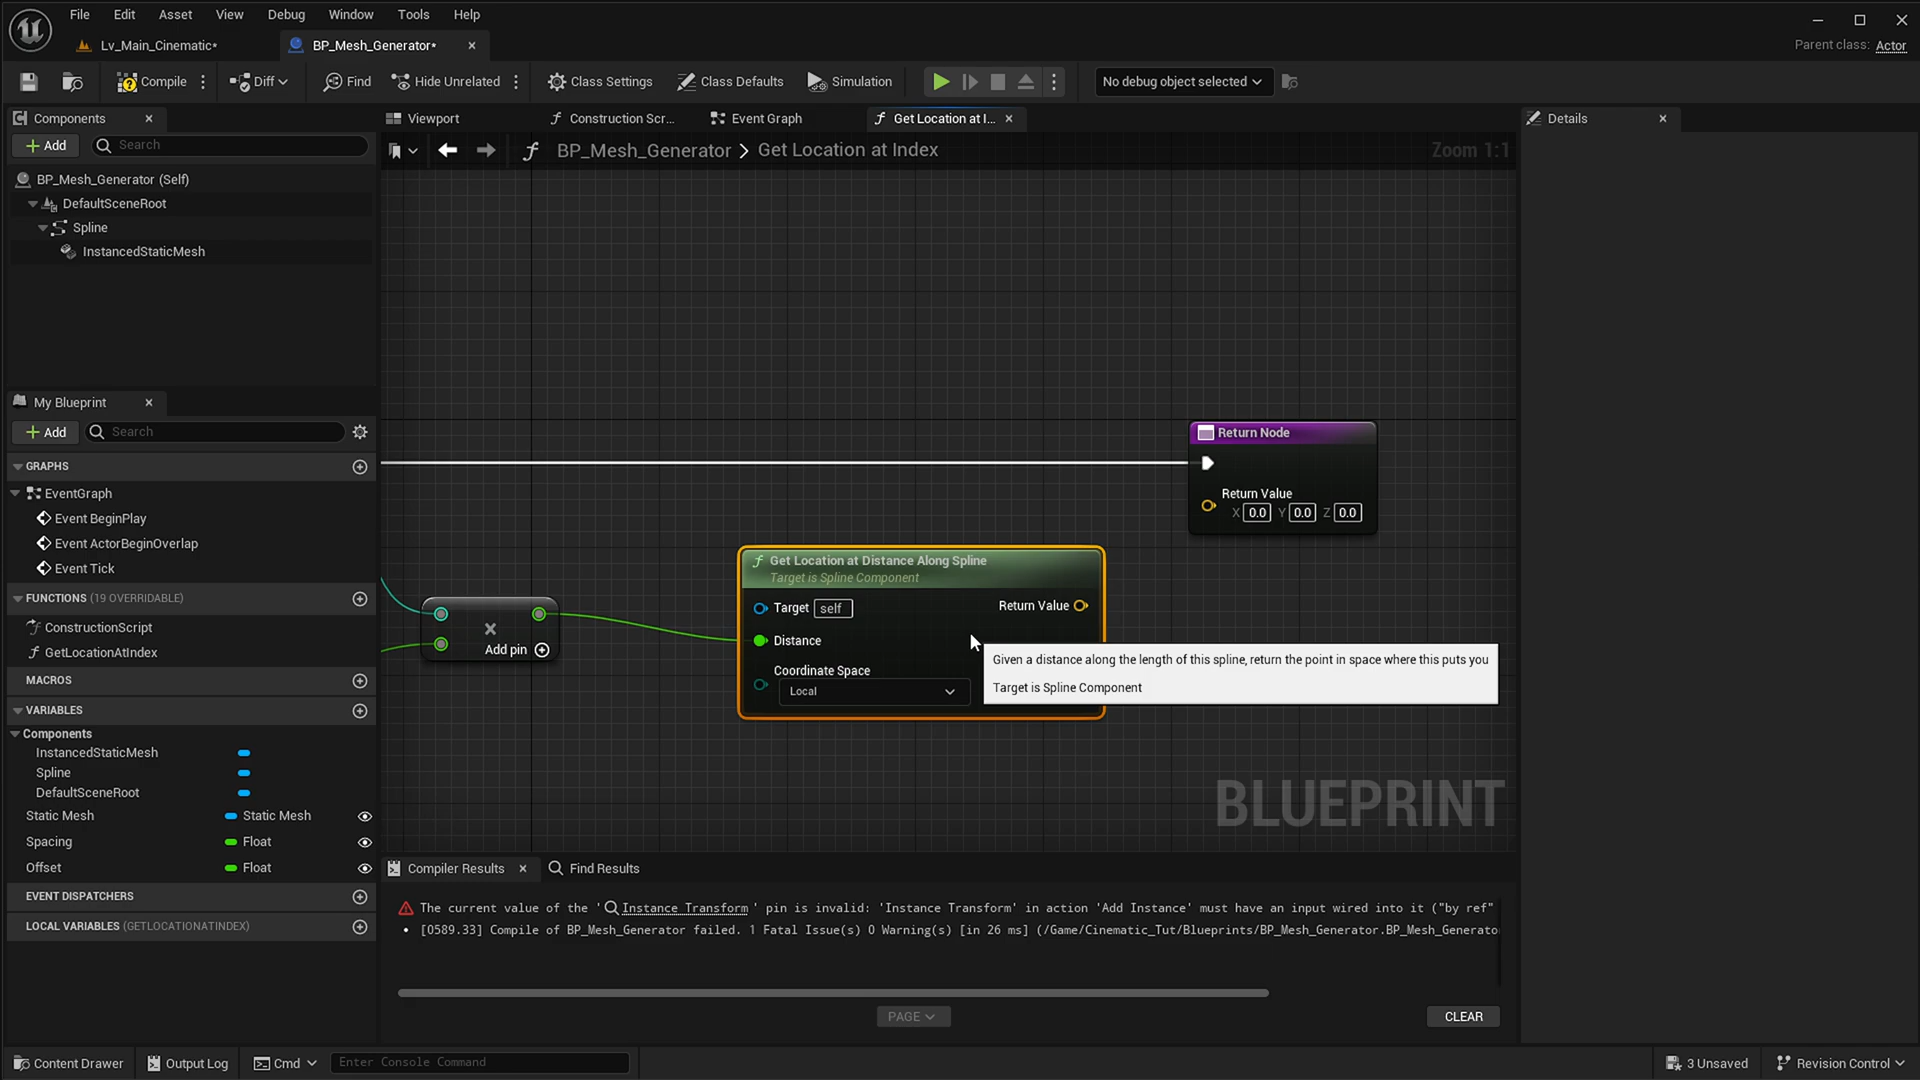 File Edit Asset View Debug Window Tools Help
Lv_Main_Cinematic*
BP_Mesh_Generator*
Parent class: Actor
Compile
Diff
Find
Hide Unrelated
Class Settings
Class Defaults
Simulation
No debug object selected
Components
Viewport
Construction Scr...
Event Graph
Get Location at I...
Details
Add
Search
BP_Mesh_Generator > Get Location at Index
Zoom 1:1
BP_Mesh_Generator (Self)
DefaultSceneRoot
Spline
InstancedStaticMesh
My Blueprint
Add
Search
GRAPHS
EventGraph
Event BeginPlay
Event ActorBeginOverlap
Event Tick
FUNCTIONS (19 OVERRIDABLE)
ConstructionScript
GetLocationAtIndex
MACROS
VARIABLES
Components
InstancedStaticMesh
Spline
DefaultSceneRoot
Static Mesh Static Mesh
Spacing Float
Offset Float
EVENT DISPATCHERS
LOCAL VARIABLES (GETLOCATIONATINDEX)
Return Node
Return Value
X 0.0 Y 0.0 Z 0.0
Add pin
Get Location at Distance Along Spline
Target is Spline Component
Target self
Return Value
Distance
Coordinate Space
Local
Given a distance along the length of this spline, return the point in space where this puts you
Target is Spline Component
BLUEPRINT
Compiler Results
Find Results
The current value of the ' Instance Transform ' pin is invalid: 'Instance Transform' in action 'Add Instance' must have an input wired into it ("by ref"
[0589.33] Compile of BP_Mesh_Generator failed. 1 Fatal Issue(s) 0 Warning(s) [in 26 ms] (/Game/Cinematic_Tut/Blueprints/BP_Mesh_Generator.BP_Mesh_Generato
PAGE
CLEAR
Content Drawer
Output Log
Cmd
Enter Console Command
3 Unsaved
Revision Control